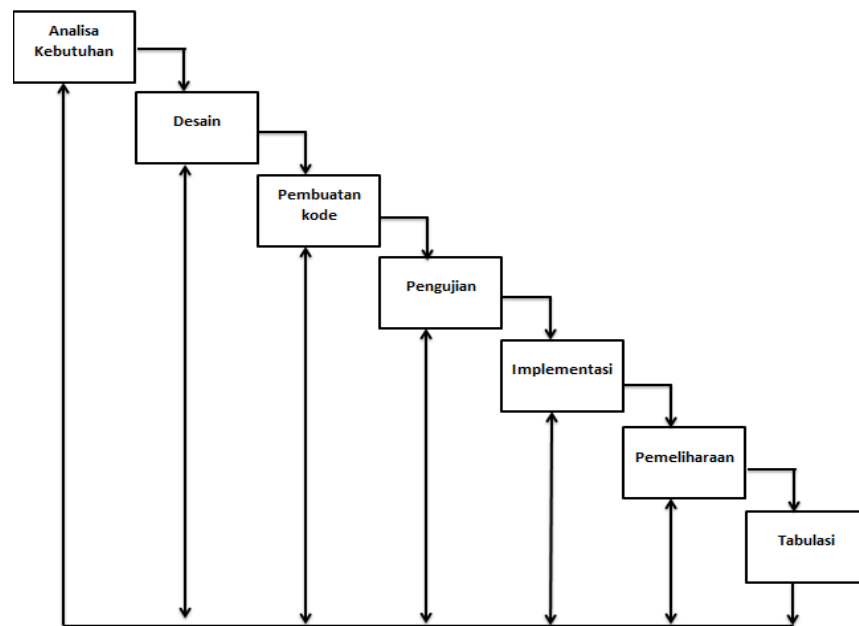 Analisa
Kebutuhan
Desain
Pembuatan
kode
Pengujian
Implementasi
Pemeliharaan
Tabulasi